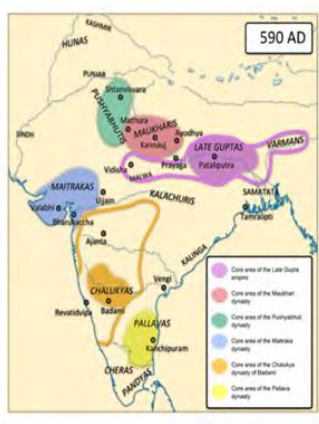 590 AD
KASHMIR
HUNAS
PUNJAB
Shtanvisvara
PUSHYABHUTIS
Mathura
MAUKHARIS
SINDH
Kannauj
Ayodhya
LATE GUPTAS
VARMANS
Vidisha
Prayaga
Pataliputra
MALWA
MAITRAKAS
Ujjain
KALACHURIS
SAMATATA
Valabhi
Bharukaccha
Tamralipti
Ajanta
KALINGA
CHALUKYAS
Vengi
Revatidvipa
Badami
PALLAVAS
Kanchipuram
CHERAS
PANDYAS
Core area of the Late Gupta
empire
Core area of the Maukhari
dynasty
Core area of the Pushyabhuti
dynasty
Core area of the Maitraka
dynasty
Core area of the Chalukya
dynasty of Badami
Core area of the Pallava
dynasty